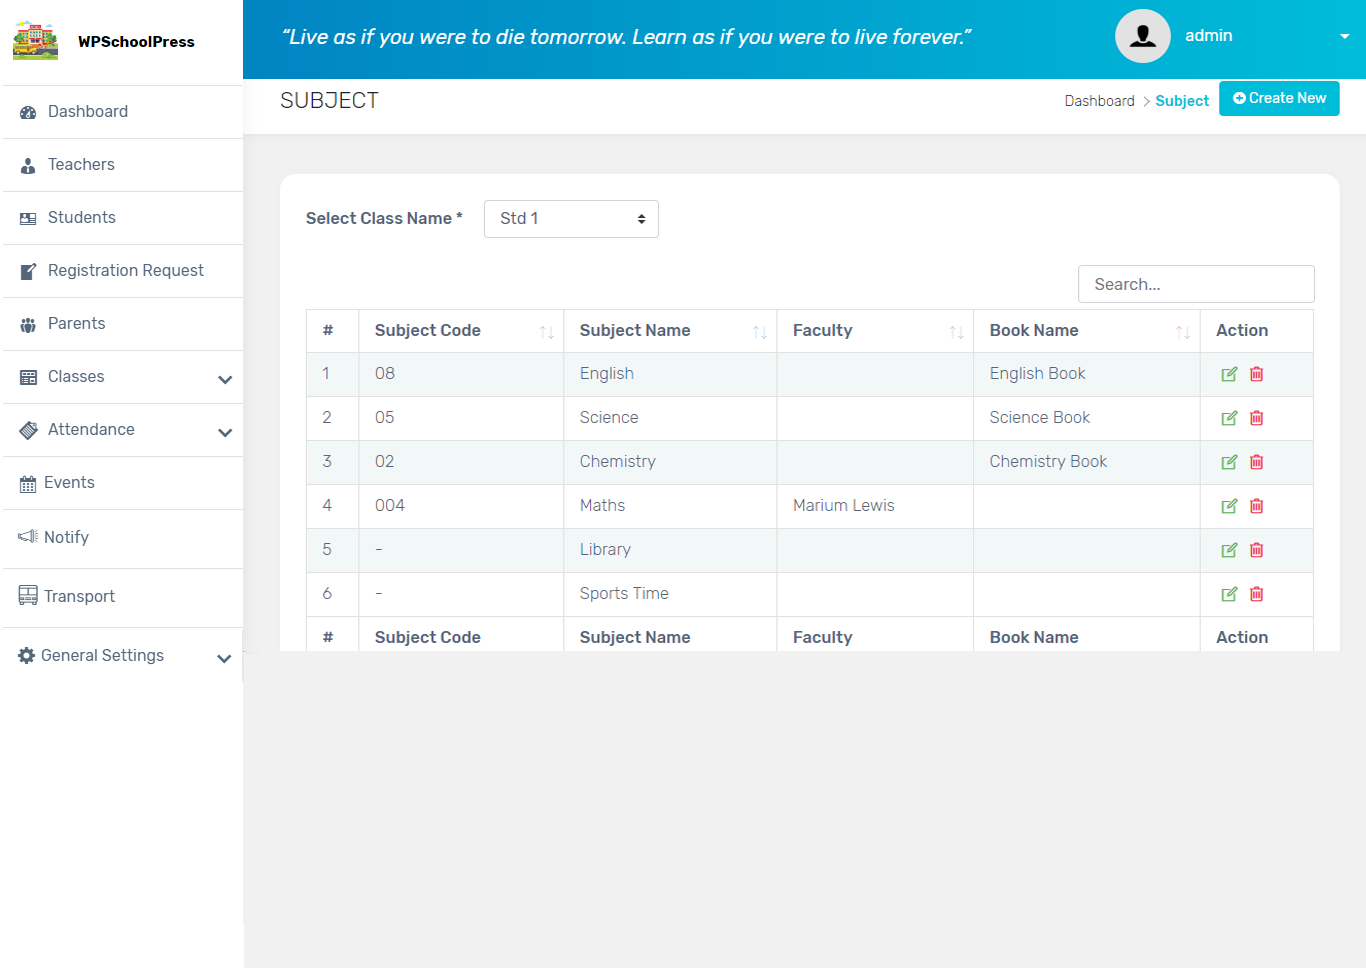 WPSchoolPress
“Live as if you were to die tomorrow. Learn as if you were to live forever.”
admin
SUBJECT
Dashboard > Subject
Create New
Dashboard
Teachers
Students
Registration Request
Parents
Classes
Attendance
Events
Notify
Transport
General Settings
Select Class Name * Std 1
Search...
# Subject Code Subject Name Faculty Book Name Action
1 08 English English Book
2 05 Science Science Book
3 02 Chemistry Chemistry Book
4 004 Maths Marium Lewis
5 - Library
6 - Sports Time
# Subject Code Subject Name Faculty Book Name Action